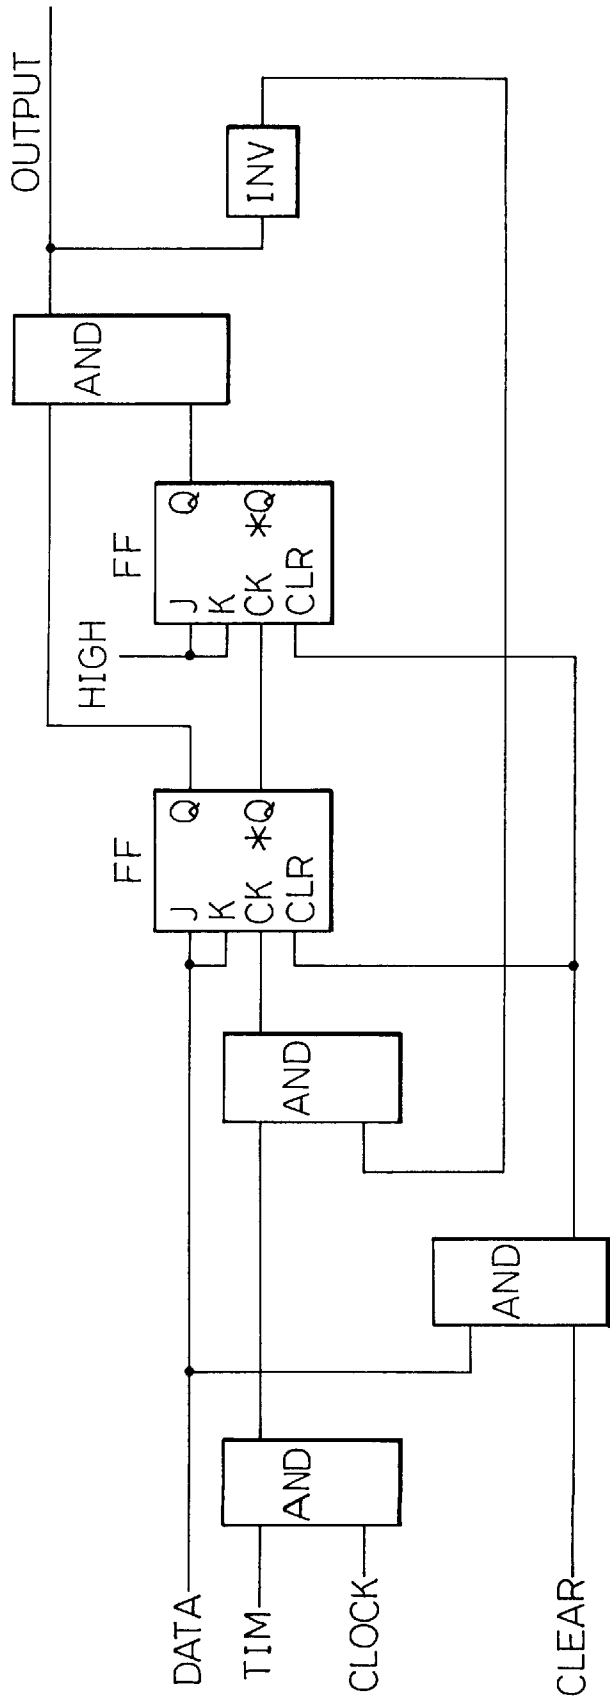 DATA
TIM
CLOCK
CLEAR
AND
AND
AND
FF
J
K
CK
CLR
Q
*Q
HIGH
FF
J
K
CK
CLR
Q
*Q
AND
INV
OUTPUT